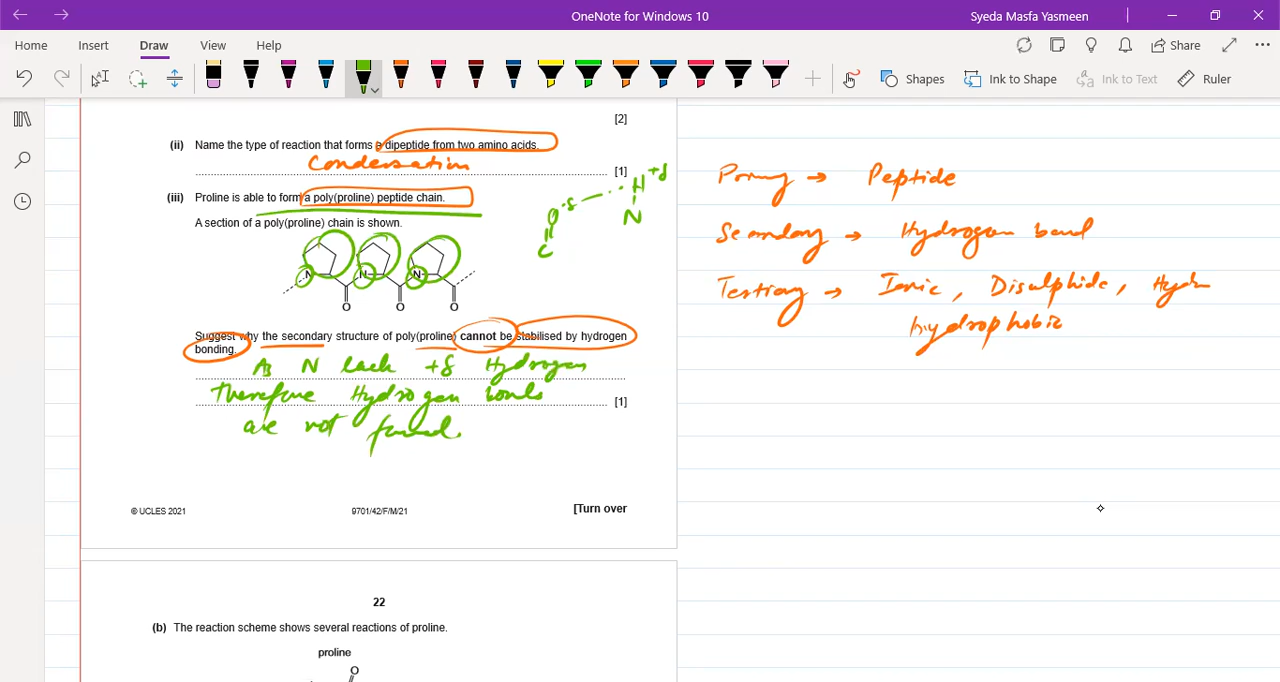 OneNote for Windows 10
Syeda Masfa Yasmeen
Home Insert Draw View Help
Share
Shapes Ink to Shape Ink to Text Ruler
[2]
(ii) Name the type of reaction that forms a dipeptide from two amino acids.
Condensation
[1]
(iii) Proline is able to form a poly(proline) peptide chain.
A section of a poly(proline) chain is shown.
N N N
O O O
O -δ H +δ
C N
Suggest why the secondary structure of poly(proline) cannot be stabilised by hydrogen
bonding.
As N lack +δ Hydrogen
Therefore Hydrogen bonds
are not formed.
[1]
© UCLES 2021 9701/42/F/M/21 [Turn over
Primary → Peptide
Secondary → Hydrogen bond
Tertiary → Ionic, Disulphide, Hydro
hydrophobic
22
(b) The reaction scheme shows several reactions of proline.
proline
O